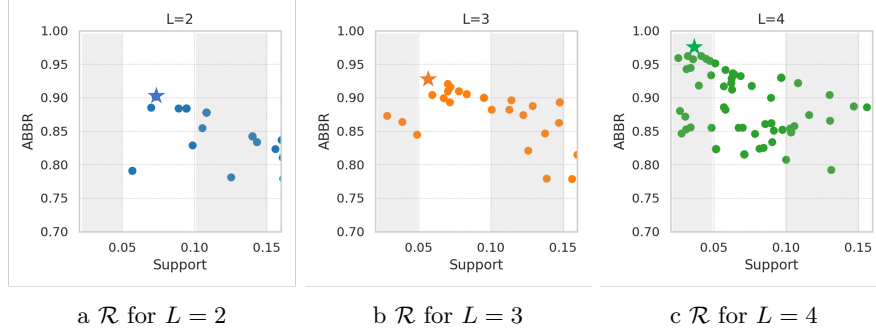 L=2
1.00
0.95
0.90
0.85
0.80
0.75
0.70
ABBR
0.05 0.10 0.15
Support
L=3
1.00
0.95
0.90
0.85
0.80
0.75
0.70
ABBR
0.05 0.10 0.15
Support
L=4
1.00
0.95
0.90
0.85
0.80
0.75
0.70
ABBR
0.05 0.10 0.15
Support
a ℛ for L = 2
b ℛ for L = 3
c ℛ for L = 4